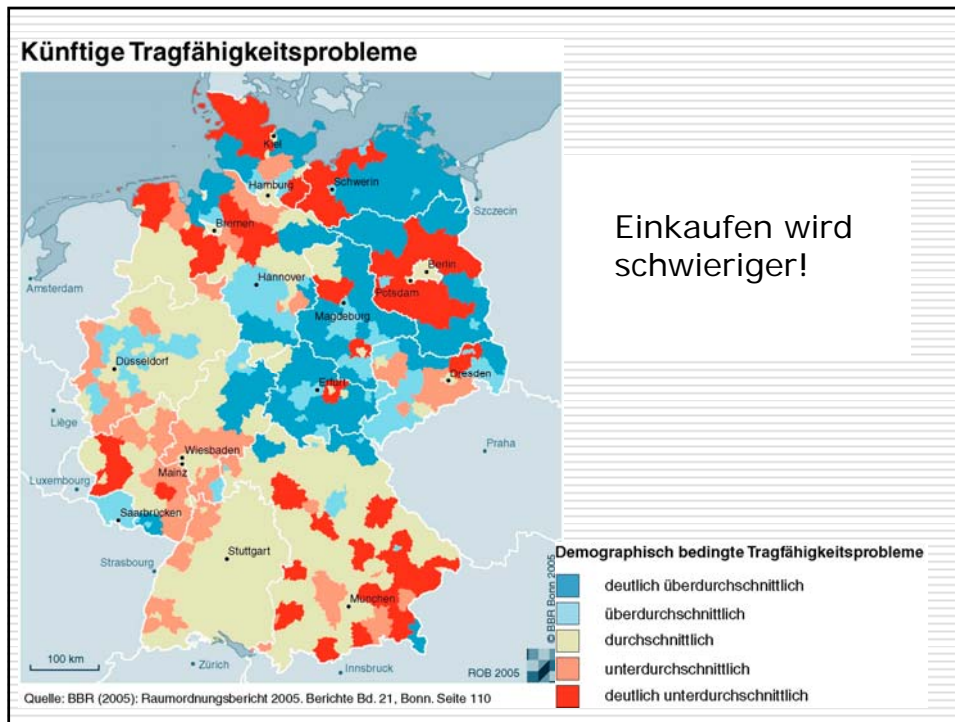 Künftige Tragfähigkeitsprobleme
Kiel
Hamburg
Schwerin
Szczecin
Bremen
Berlin
Hannover
Amsterdam
Potsdam
Magdeburg
Düsseldorf
Erfurt
Dresden
Liège
Wiesbaden
Praha
Mainz
Luxembourg
Saarbrücken
Stuttgart
Strasbourg
München
100 km
Zürich
Innsbruck
ROB 2005
© BBR Bonn 2005
Quelle: BBR (2005): Raumordnungsbericht 2005. Berichte Bd. 21, Bonn. Seite 110
Einkaufen wird
schwieriger!
Demographisch bedingte Tragfähigkeitsprobleme
deutlich überdurchschnittlich
überdurchschnittlich
durchschnittlich
unterdurchschnittlich
deutlich unterdurchschnittlich